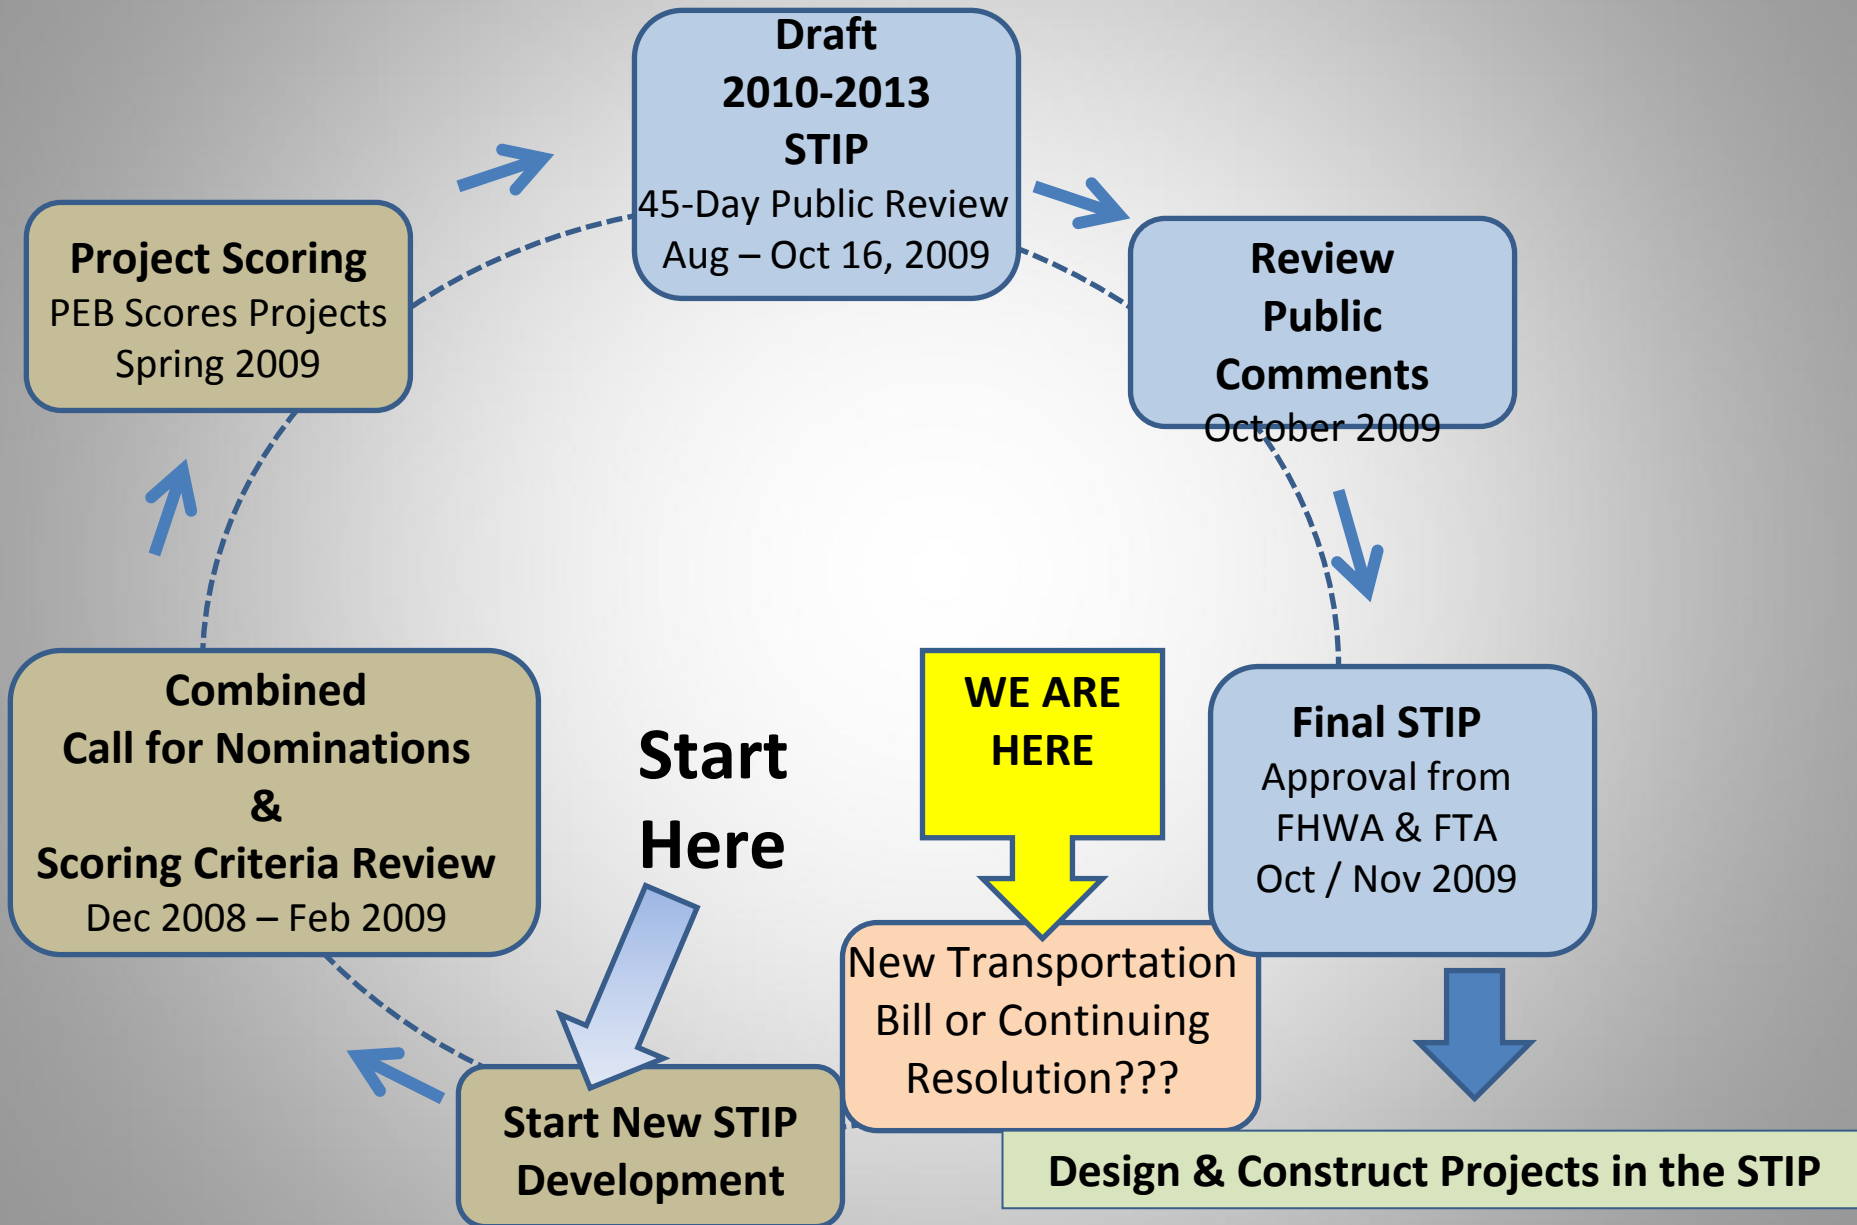 Draft
2010-2013
STIP
45-Day Public Review
Aug – Oct 16, 2009
Project Scoring
PEB Scores Projects
Spring 2009
Review
Public
Comments
October 2009
Combined
Call for Nominations
&
Scoring Criteria Review
Dec 2008 – Feb 2009
Start
Here
WE ARE
HERE
Final STIP
Approval from
FHWA & FTA
Oct / Nov 2009
New Transportation
Bill or Continuing
Resolution???
Start New STIP
Development
Design & Construct Projects in the STIP